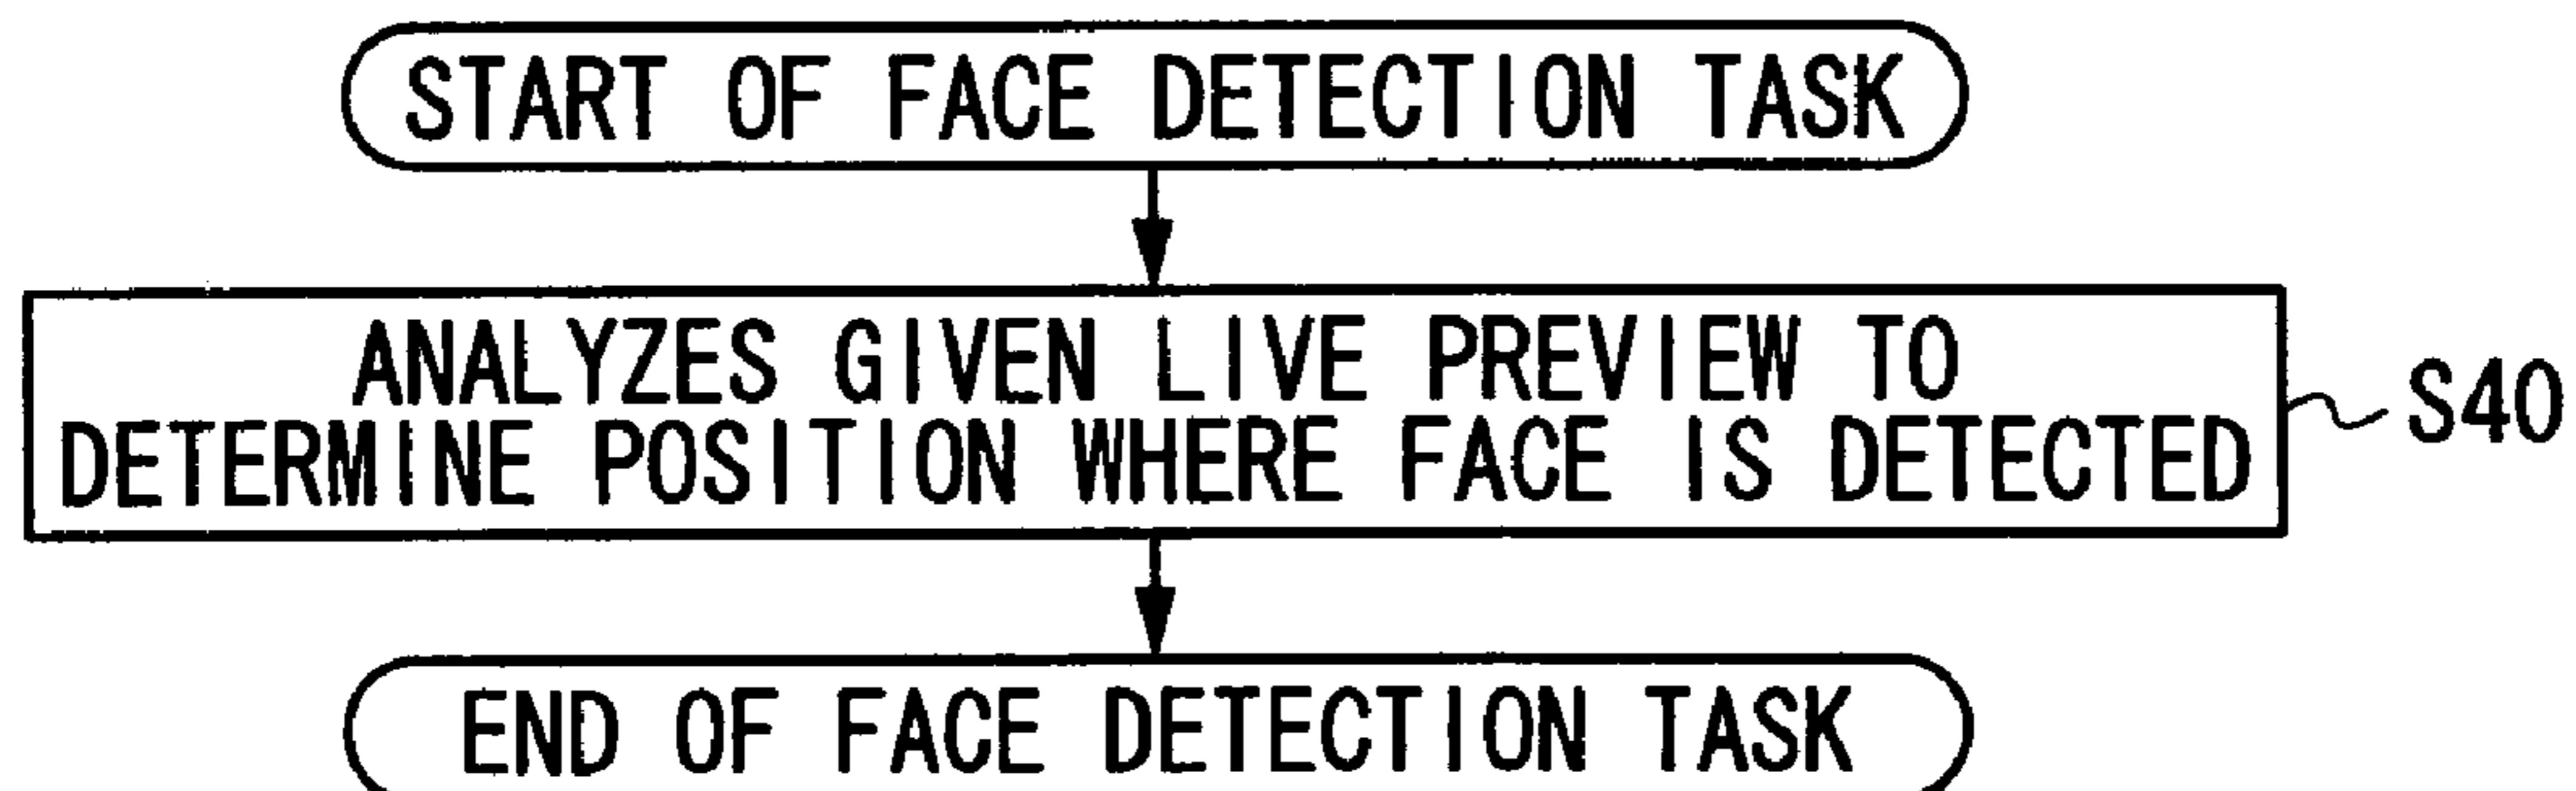 START OF FACE DETECTION TASK
ANALYZES GIVEN LIVE PREVIEW TO
DETERMINE POSITION WHERE FACE IS DETECTED
S40
END OF FACE DETECTION TASK